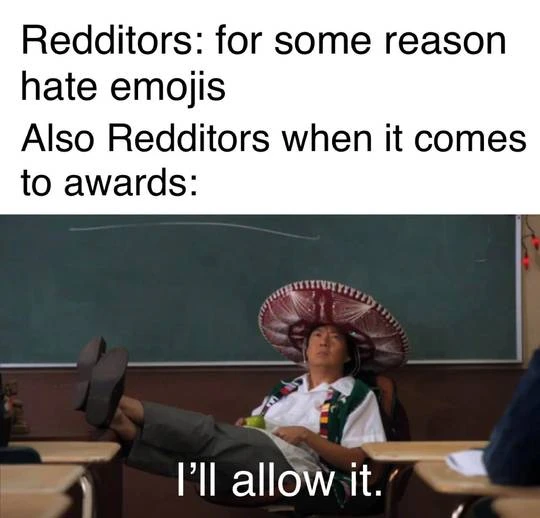 Redditors: for some reason
hate emojis
Also Redditors when it comes
to awards:
I'll allow it.